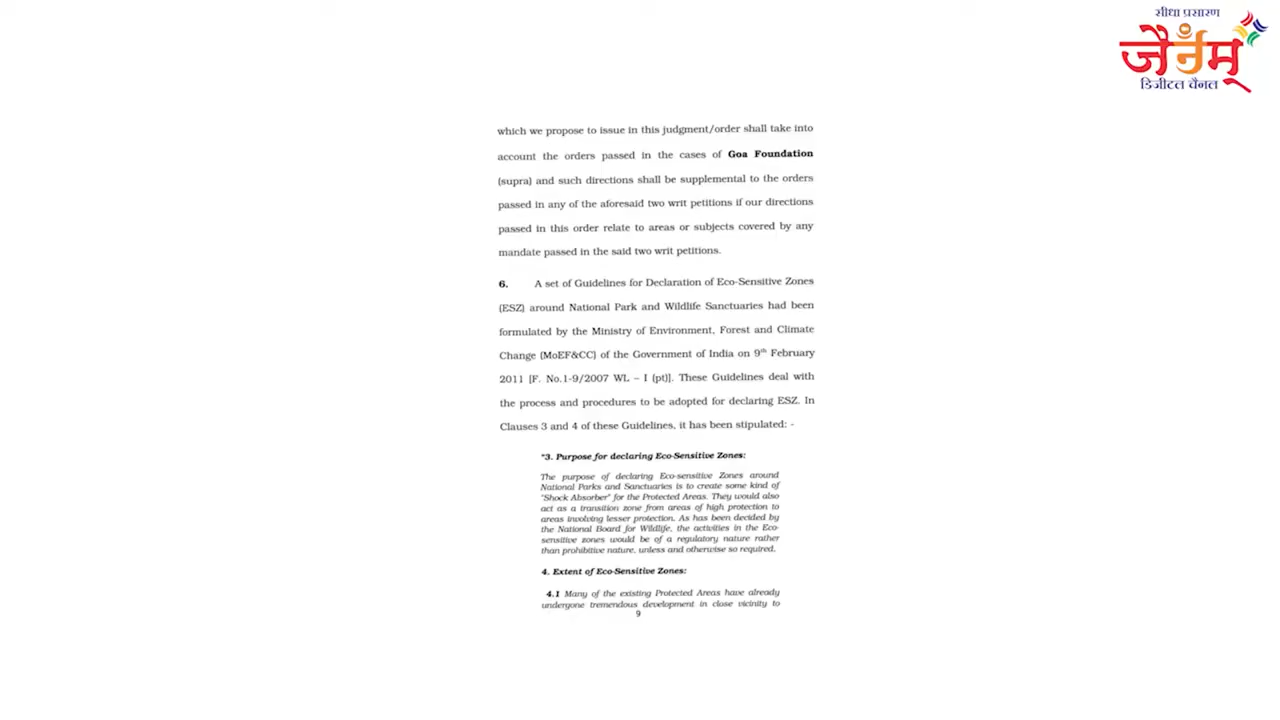 सीधा प्रसारण
जैनम्
डिजीटल चैनल
which we propose to issue in this judgment/order shall take into
account the orders passed in the cases of Goa Foundation
(supra) and such directions shall be supplemental to the orders
passed in any of the aforesaid two writ petitions if our directions
passed in this order relate to areas or subjects covered by any
mandate passed in the said two writ petitions.
6. A set of Guidelines for Declaration of Eco-Sensitive Zones
(ESZ) around National Park and Wildlife Sanctuaries had been
formulated by the Ministry of Environment, Forest and Climate
Change (MoEF&CC) of the Government of India on 9th February
2011 [F. No.1-9/2007 WL – I (pt)]. These Guidelines deal with
the process and procedures to be adopted for declaring ESZ. In
Clauses 3 and 4 of these Guidelines, it has been stipulated: -
"3. Purpose for declaring Eco-Sensitive Zones:
The purpose of declaring Eco-sensitive Zones around
National Parks and Sanctuaries is to create some kind of
"Shock Absorber" for the Protected Areas. They would also
act as a transition zone from areas of high protection to
areas involving lesser protection. As has been decided by
the National Board for Wildlife, the activities in the Eco-
sensitive zones would be of a regulatory nature rather
than prohibitive nature, unless and otherwise so required.
4. Extent of Eco-Sensitive Zones:
4.1 Many of the existing Protected Areas have already
undergone tremendous development in close vicinity to
9